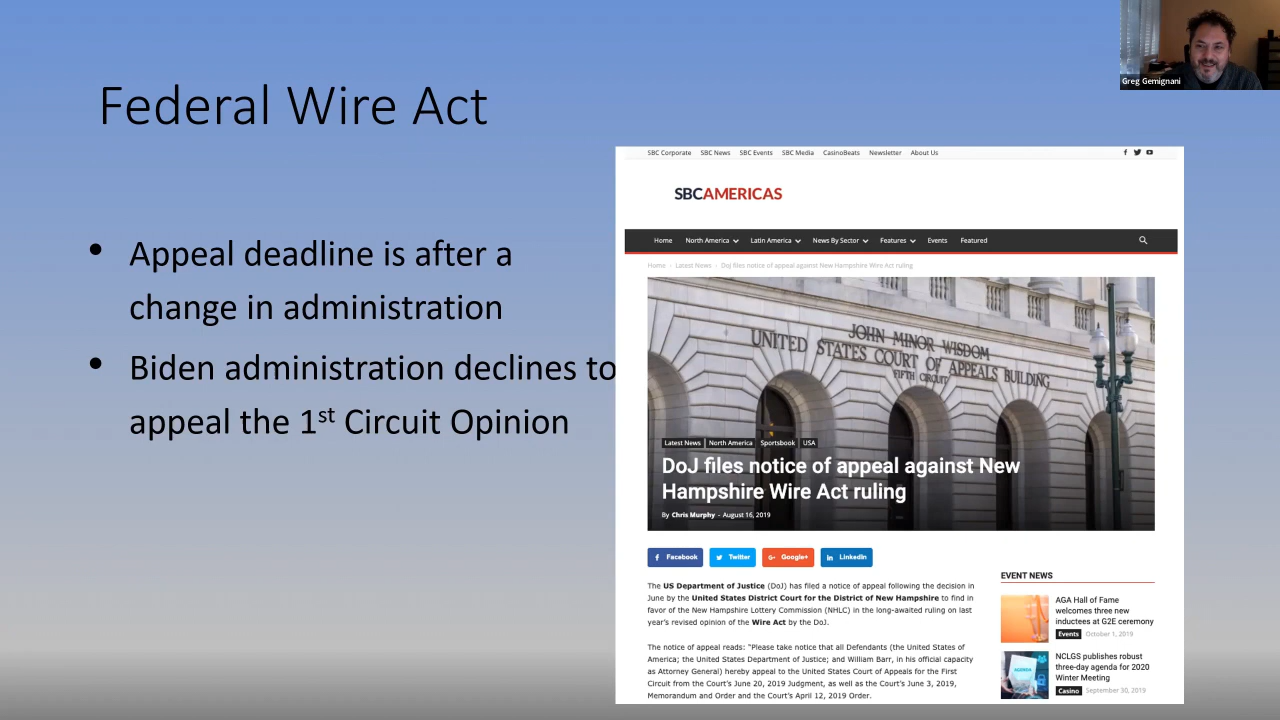 Greg Gemignani
Federal Wire Act
• Appeal deadline is after a
change in administration
• Biden administration declines to
appeal the 1st Circuit Opinion
SBC Corporate SBC News SBC Events SBC Media CasinoBeats Newsletter About Us
SBCAMERICAS
Home North America Latin America News By Sector Features Events Featured
Home › Latest News › DoJ files notice of appeal against New Hampshire Wire Act ruling
JOHN MINOR WISDOM
UNITED STATES COURT OF APPEALS BUILDING
FIFTH CIRCUIT
Latest News North America Sportsbook USA
DoJ files notice of appeal against New
Hampshire Wire Act ruling
By Chris Murphy - August 16, 2019
Facebook Twitter Google+ LinkedIn
The US Department of Justice (DoJ) has filed a notice of appeal following the decision in
June by the United States District Court for the District of New Hampshire to find in
favor of the New Hampshire Lottery Commission (NHLC) in the long-awaited ruling on last
year's revised opinion of the Wire Act by the DoJ.
The notice of appeal reads: "Please take notice that all Defendants (the United States of
America; the United States Department of Justice; and William Barr, in his official capacity
as Attorney General) hereby appeal to the United States Court of Appeals for the First
Circuit from the Court's June 20, 2019 Judgment, as well as the Court's June 3, 2019,
Memorandum and Order and the Court's April 12, 2019 Order.
EVENT NEWS
AGA Hall of Fame
welcomes three new
inductees at G2E ceremony
Events October 1, 2019
AGENDA
NCLGS publishes robust
three-day agenda for 2020
Winter Meeting
Casino September 30, 2019